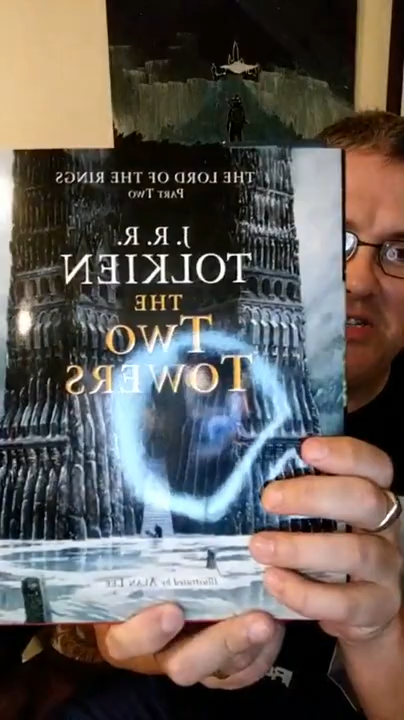 THE LORD OF THE RINGS
PART TWO
J.R.R.
TOLKIEN
THE
TWO
TOWERS
Illustrated by ALAN LEE